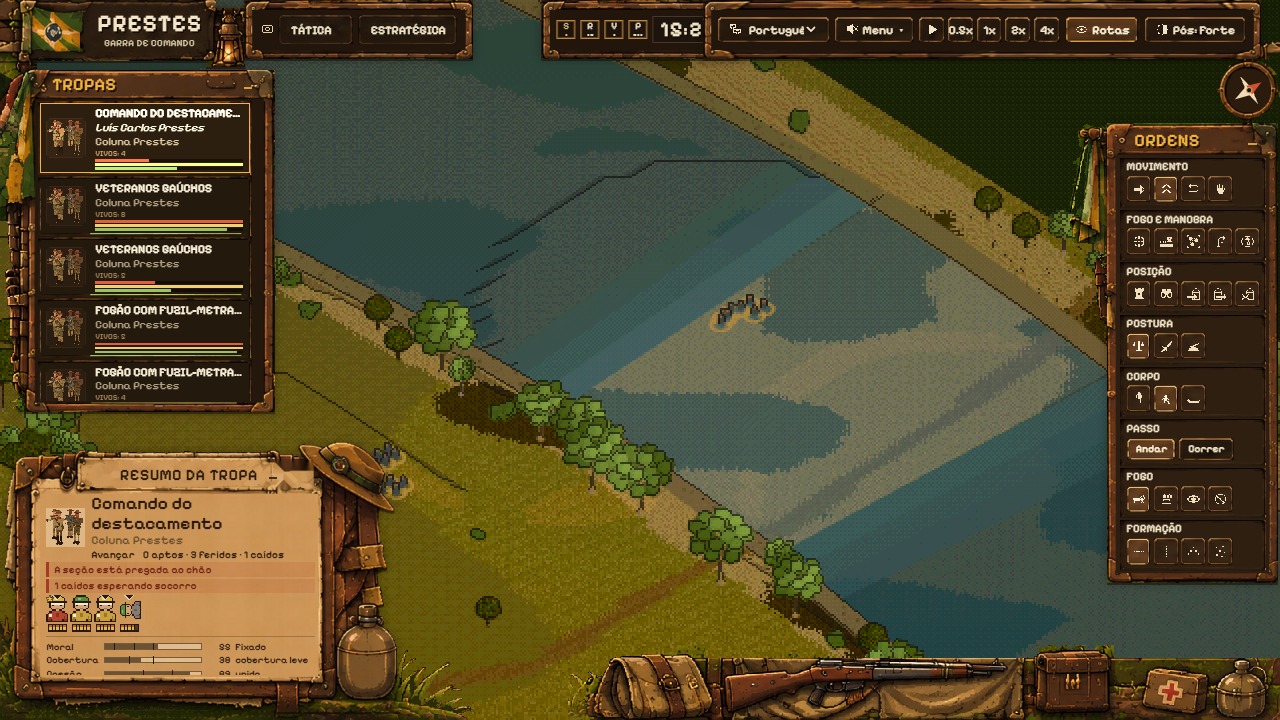 PRESTES
BARRA DE COMANDO
TÁTICA
ESTRATÉGICA
S R V P
Português
Menu
0.5x
1x
2x
4x
Rotas
Pós: Forte
TROPAS
COMANDO DO DESTACAME...
Luís Carlos Prestes
Coluna Prestes
VIVOS: 4
VETERANOS GAÚCHOS
Coluna Prestes
VIVOS: 8
VETERANOS GAÚCHOS
Coluna Prestes
FOGÃO COM FUZIL-METRA...
Coluna Prestes
FOGÃO COM FUZIL-METRA...
Coluna Prestes
VIVOS: 4
ORDENS
MOVIMENTO
FOGO E MANOBRA
POSIÇÃO
POSTURA
CORPO
PASSO
Andar
Correr
FOGO
FORMAÇÃO
RESUMO DA TROPA
Comando do
destacamento
Coluna Prestes
Avançar 0 aptos · 3 feridos · 1 caídos
A seção está pregada ao chão
1 caídos esperando socorro
Moral
Fixado
Cobertura
cobertura leve